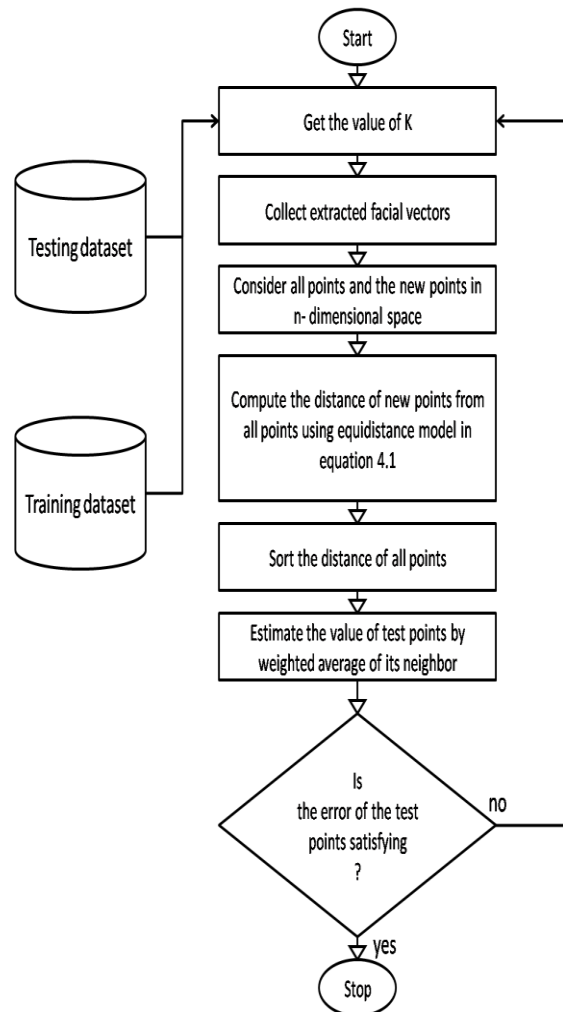 Start
Get the value of K
Collect extracted facial vectors
Testing dataset
Consider all points and the new points in
n- dimensional space
Compute the distance of new points from
all points using equidistance model in
equation 4.1
Training dataset
Sort the distance of all points
Estimate the value of test points by
weighted average of its neighbor
Is
the error of the test
points satisfying
?
no
yes
Stop